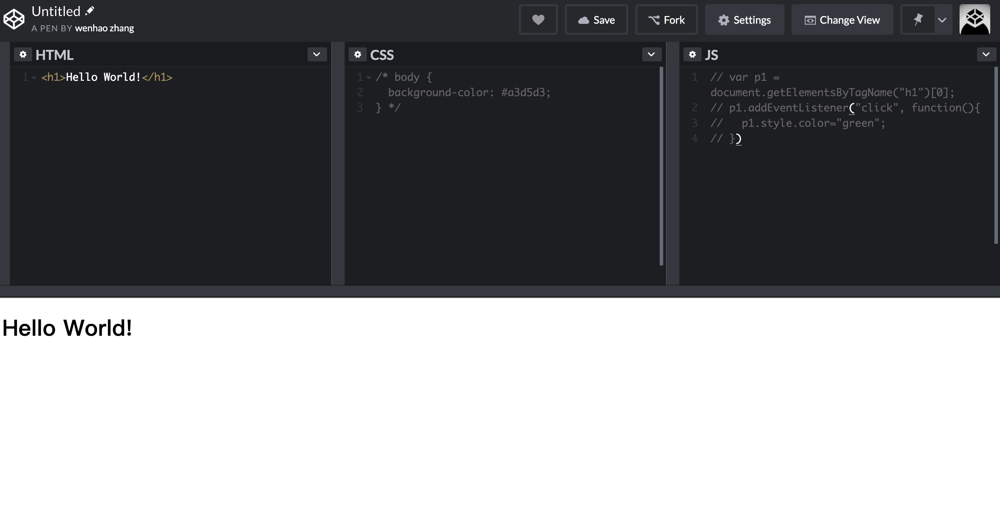 Untitled
A PEN BY wenhao zhang
Save
Fork
Settings
Change View
HTML
1 <h1>Hello World!</h1>
CSS
1 /* body {
2   background-color: #a3d5d3;
3 } */
JS
1 // var p1 =
document.getElementsByTagName("h1")[0];
2 // p1.addEventListener("click", function(){
3 //   p1.style.color="green";
4 // })
Hello World!